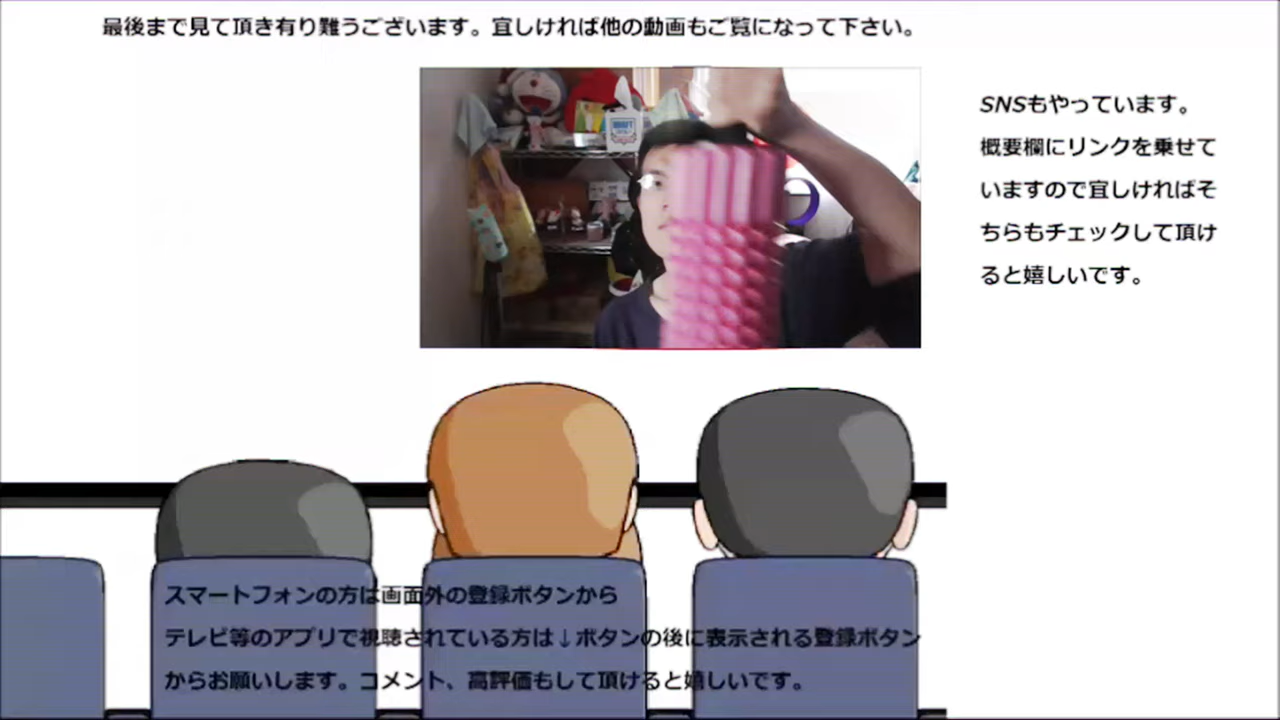 最後まで見て頂き有り難うございます。宜しければ他の動画もご覧になって下さい。
SNSもやっています。
概要欄にリンクを乗せて
いますので宜しければそ
ちらもチェックして頂け
ると嬉しいです。
スマートフォンの方は画面外の登録ボタンから
テレビ等のアプリで視聴されている方は↓ボタンの後に表示される登録ボタン
からお願いします。コメント、高評価もして頂けると嬉しいです。